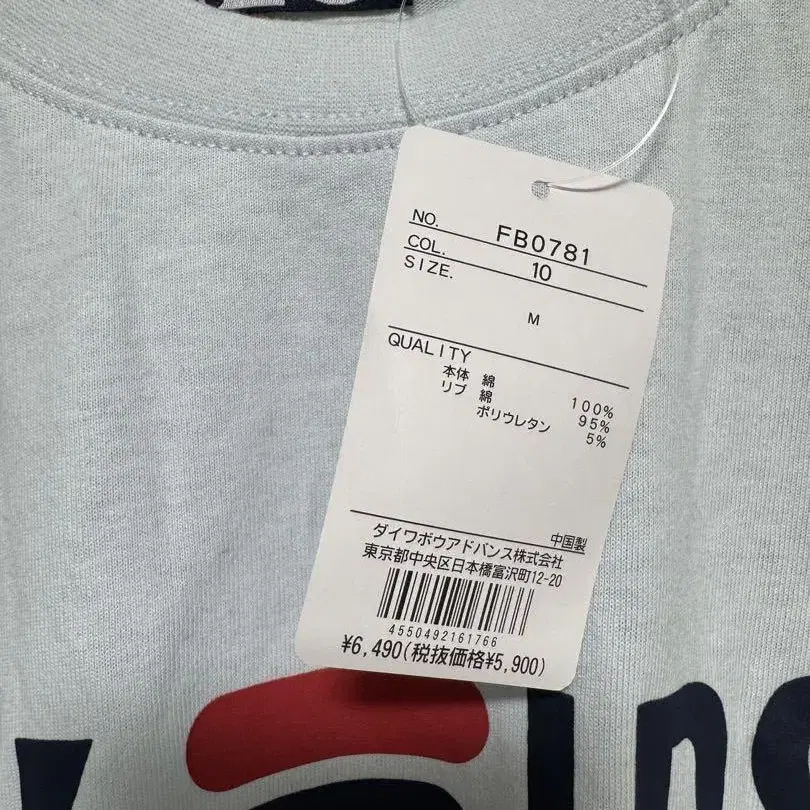 NO. FB0781
COL. 10
SIZE.
M
QUALITY
本体 綿 100%
リブ 綿 95%
ポリウレタン 5%
中国製
ダイワボウアドバンス株式会社
東京都中央区日本橋富沢町12-20
4550492161766
¥6,490(税抜価格¥5,900)